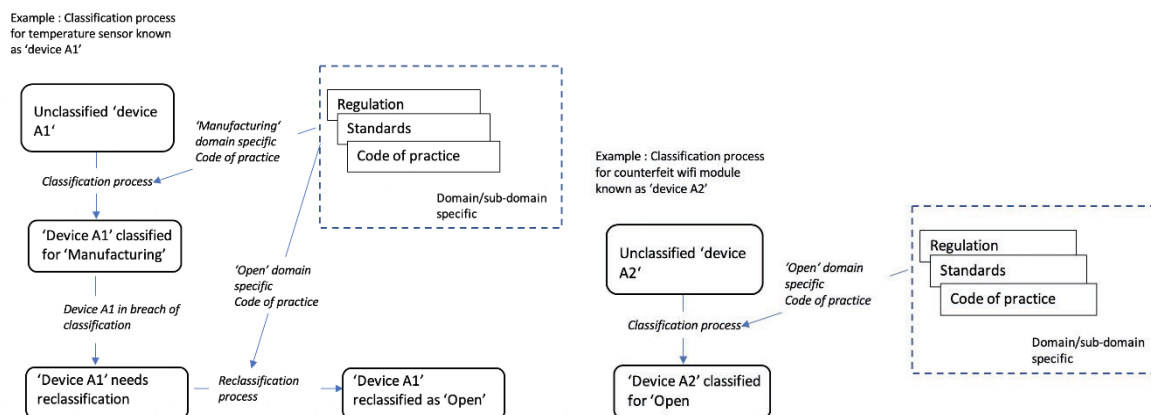 Example : Classification process
for temperature sensor known
as ‘device A1’
Unclassified ‘device
A1‘
‘Manufacturing’
domain specific
Code of practice
Regulation
Standards
Code of practice
Domain/sub-domain
specific
Classification process
‘Device A1’ classified
for ‘Manufacturing’
‘Open’ domain
specific
Code of practice
Device A1 in breach of
classification
‘Device A1’ needs
reclassification
Reclassification
process
‘Device A1’
reclassified as ‘Open’
Example : Classification process
for counterfeit wifi module
known as ‘device A2’
Unclassified ‘device
A2‘
‘Open’ domain
specific
Code of practice
Regulation
Standards
Code of practice
Domain/sub-domain
specific
Classification process
‘Device A2’ classified
for ‘Open